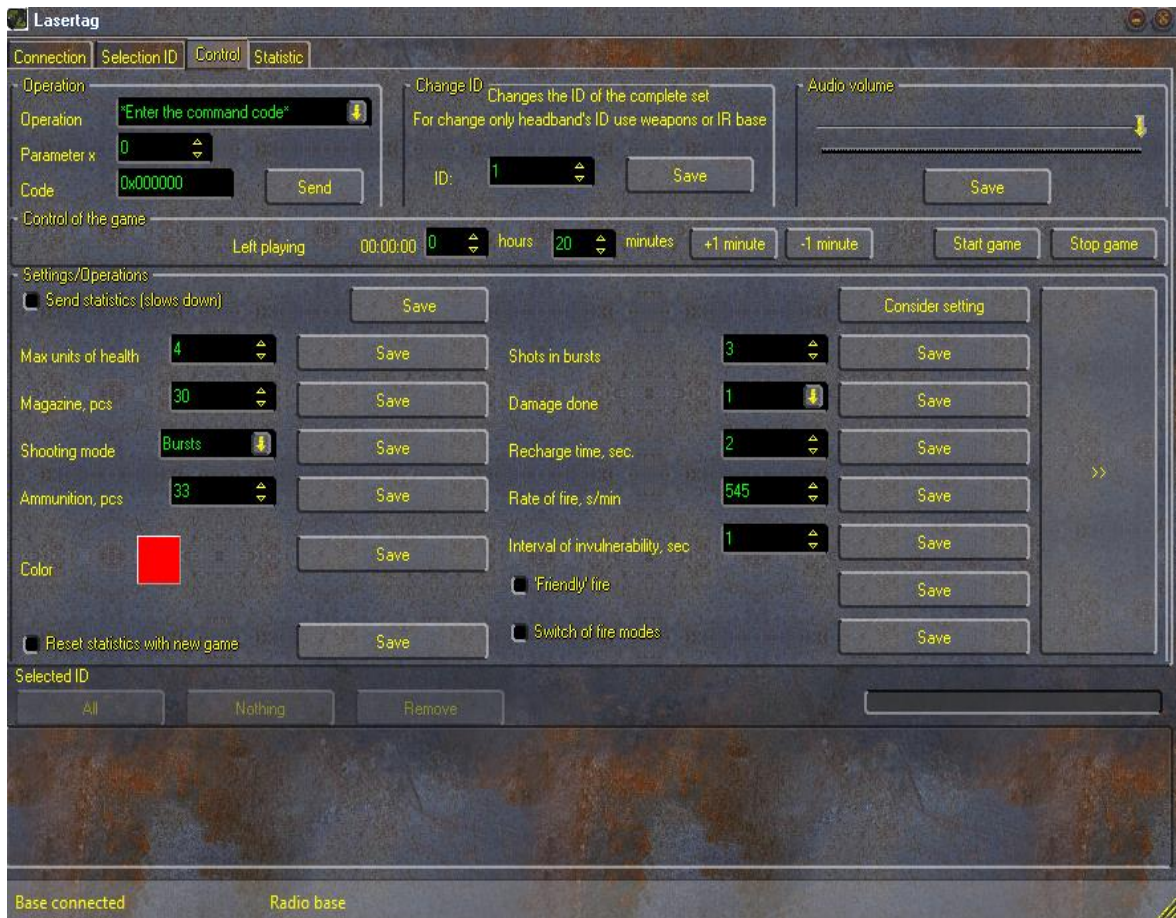 Lasertag
Connection Selection ID Control Statistic
Operation
Operation *Enter the command code*
Parameter x 0
Code 0x000000 Send
Change ID
Changes the ID of the complete set
For change only headband's ID use weapons or IR base
ID: 1 Save
Audio volume
Save
Control of the game
Left playing 00:00:00 0 hours 20 minutes +1 minute -1 minute Start game Stop game
Settings/Operations
Send statistics (slows down) Save Consider setting
Max units of health 4 Save Shots in bursts 3 Save
Magazine, pcs 30 Save Damage done 1 Save
Shooting mode Bursts Save Recharge time, sec. 2 Save
Ammunition, pcs 33 Save Rate of fire, s/min 545 Save
Color Save Interval of invulnerability, sec 1 Save
'Friendly' fire Save
Reset statistics with new game Save Switch of fire modes Save
>>
Selected ID
All Nothing Remove
Base connected Radio base